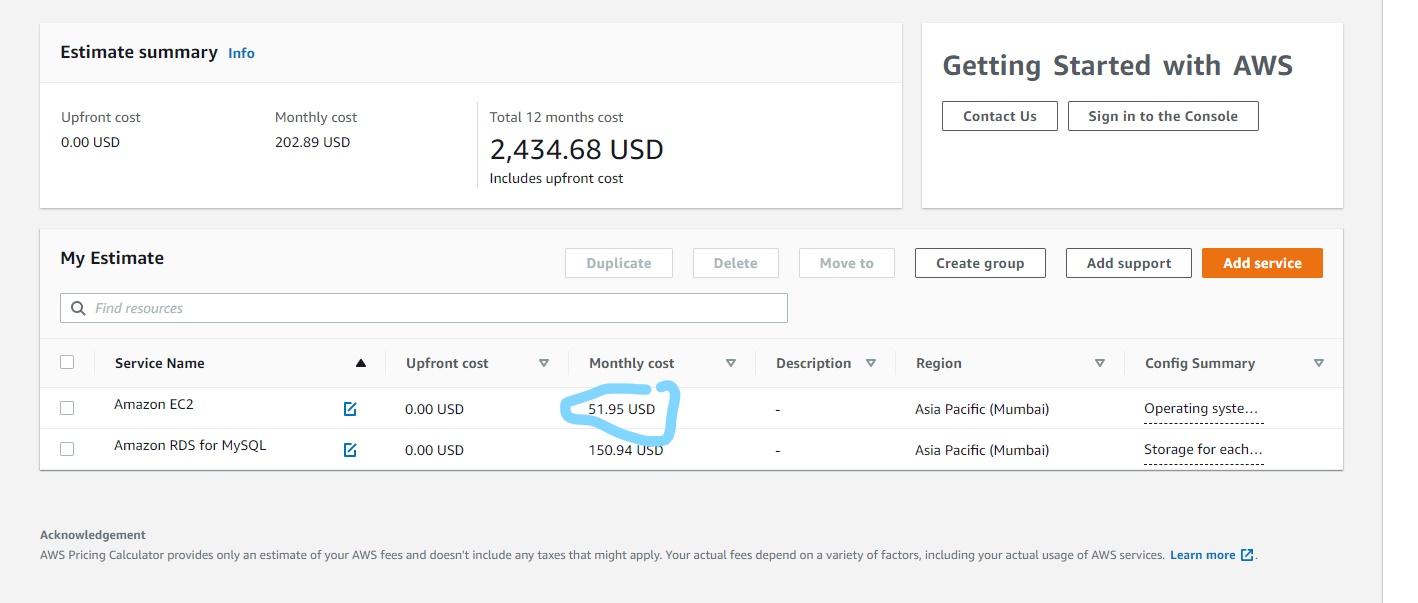 Estimate summary Info
Upfront cost
0.00 USD
Monthly cost
202.89 USD
Total 12 months cost
2,434.68 USD
Includes upfront cost
Getting Started with AWS
Contact Us
Sign in to the Console
My Estimate
Duplicate
Delete
Move to
Create group
Add support
Add service
Find resources
Service Name Upfront cost Monthly cost Description Region Config Summary
Amazon EC2 0.00 USD 51.95 USD - Asia Pacific (Mumbai) Operating syste...
Amazon RDS for MySQL 0.00 USD 150.94 USD - Asia Pacific (Mumbai) Storage for each...
Acknowledgement
AWS Pricing Calculator provides only an estimate of your AWS fees and doesn't include any taxes that might apply. Your actual fees depend on a variety of factors, including your actual usage of AWS services. Learn more.